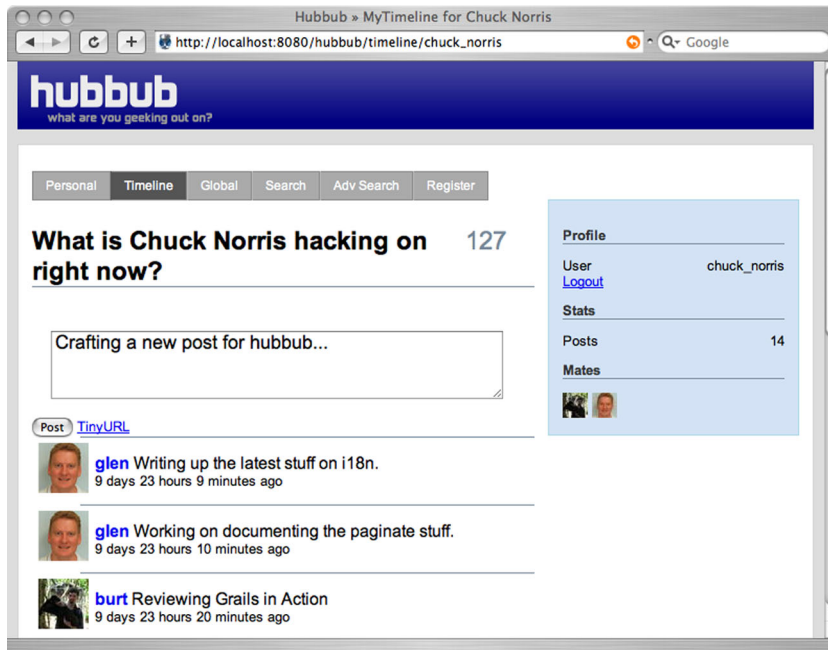 Hubbub » MyTimeline for Chuck Norris
http://localhost:8080/hubbub/timeline/chuck_norris
Google
hubbub
what are you geeking out on?
Personal Timeline Global Search Adv Search Register
What is Chuck Norris hacking on
right now?
127
Crafting a new post for hubbub...
Post TinyURL
glen Writing up the latest stuff on i18n.
9 days 23 hours 9 minutes ago
glen Working on documenting the paginate stuff.
9 days 23 hours 10 minutes ago
burt Reviewing Grails in Action
9 days 23 hours 20 minutes ago
Profile
User chuck_norris
Logout
Stats
Posts 14
Mates